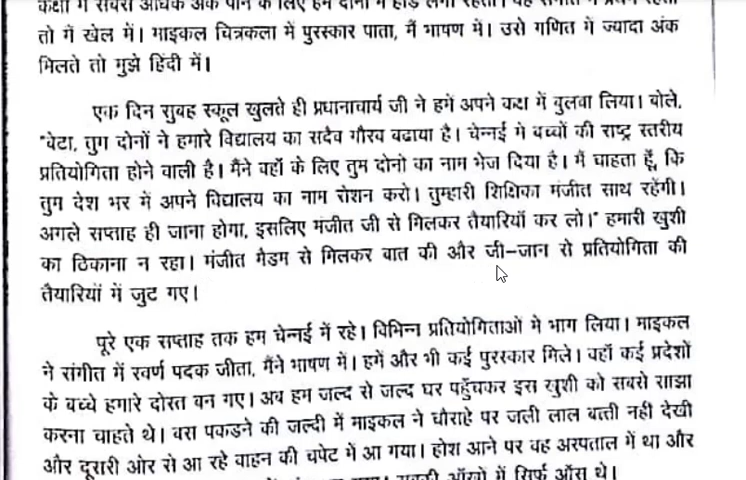 कक्षा में सबसे अधिक अंक पाने के लिए हम दोनों में होड़ लगी रहती। वह संगीत में प्रथम रहता
तो मैं खेल में। माइकल चित्रकला में पुरस्कार पाता, मैं भाषण में। उसे गणित में ज्यादा अंक
मिलते तो मुझे हिंदी में।
एक दिन सुबह स्कूल खुलते ही प्रधानाचार्य जी ने हमें अपने कक्ष में बुलवा लिया। बोले,
"बेटा, तुम दोनों ने हमारे विद्यालय का सदैव गौरव बढाया है। चेन्नई में बच्चों की राष्ट्र स्तरीय
प्रतियोगिता होने वाली है। मैंने वहाँ के लिए तुम दोनो का नाम भेज दिया है। मैं चाहता हूँ, कि
तुम देश भर में अपने विद्यालय का नाम रोशन करो। तुम्हारी शिक्षिका मंजीत साथ रहेंगी।
अगले सप्ताह ही जाना होगा, इसलिए मंजीत जी से मिलकर तैयारियाँ कर लो।" हमारी खुशी
का ठिकाना न रहा। मंजीत मैडम से मिलकर बात की और जी–जान से प्रतियोगिता की
तैयारियों में जुट गए।
पूरे एक सप्ताह तक हम चेन्नई में रहे। विभिन्न प्रतियोगिताओं मे भाग लिया। माइकल
ने संगीत में स्वर्ण पदक जीता, मैंने भाषण में। हमें और भी कई पुरस्कार मिले। वहाँ कई प्रदेशों
के बच्चे हमारे दोस्त बन गए। अब हम जल्द से जल्द घर पहुँचकर इस खुशी को सबसे साझा
करना चाहते थे। बस पकडने की जल्दी में माइकल ने चौराहे पर जली लाल बत्ती नहीं देखी
और दूसरी ओर से आ रहे वाहन की चपेट में आ गया। होश आने पर वह अस्पताल में था और
सबकी आँखों में सिर्फ आँसू थे।